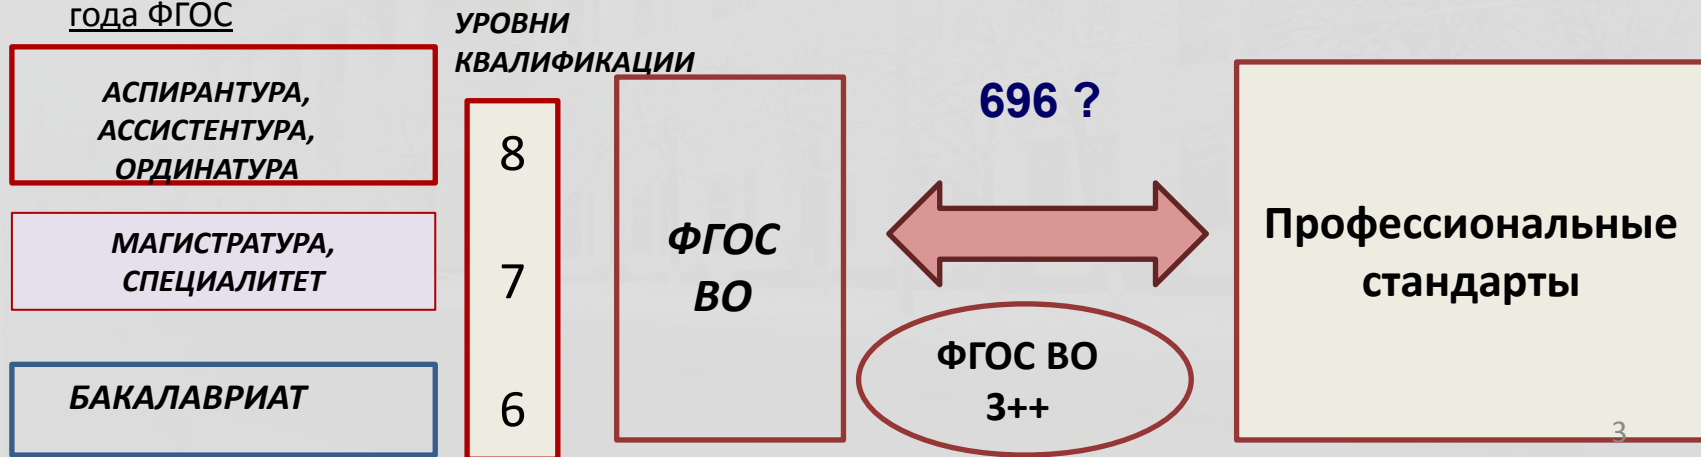 года ФГОС
УРОВНИ
КВАЛИФИКАЦИИ
АСПИРАНТУРА,
АССИСТЕНТУРА,
ОРДИНАТУРА
МАГИСТРАТУРА,
СПЕЦИАЛИТЕТ
БАКАЛАВРИАТ
8
7
6
ФГОС
ВО
696 ?
ФГОС ВО
3++
Профессиональные
стандарты
3